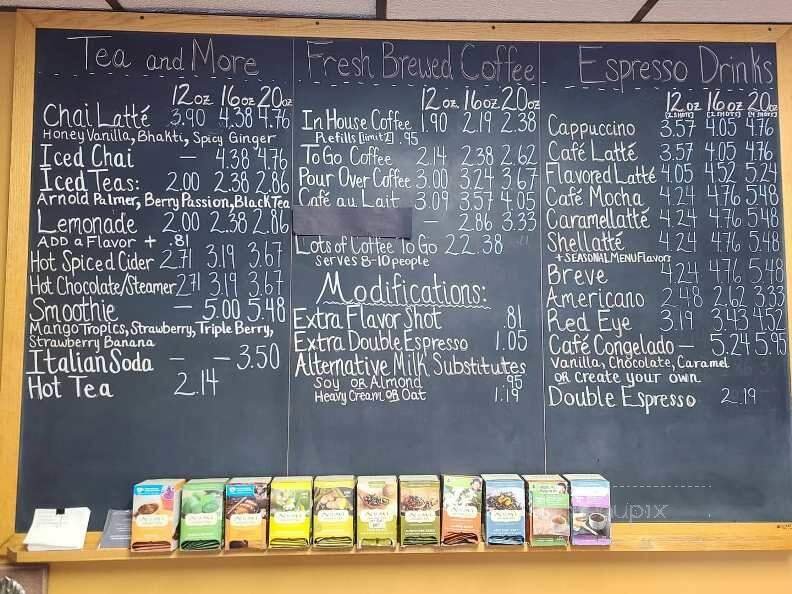 Tea and More
12oz 16oz 20oz
Chai Latté 3.90 4.38 4.76
Honey Vanilla, Bhakti, Spicy Ginger
Iced Chai — 4.38 4.76
Iced Teas: 2.00 2.38 2.86
Arnold Palmer, Berry Passion, Black Tea
Lemonade 2.00 2.38 2.86
ADD a Flavor + .81
Hot Spiced Cider 2.71 3.19 3.67
Hot Chocolate/Steamer 2.71 3.19 3.67
Smoothie — 5.00 5.48
Mango Tropics, Strawberry, Triple Berry,
Strawberry Banana
Italian Soda — — 3.50
Hot Tea 2.14
Fresh Brewed Coffee
12oz 16oz 20oz
In House Coffee 1.90 2.19 2.38
Refills [limit 2] .95
To Go Coffee 2.14 2.38 2.62
Pour Over Coffee 3.00 3.24 3.67
Café au Lait 3.09 3.57 4.05
— 2.86 3.33
Lots of Coffee To Go 22.38
Serves 8-10 people
Modifications:
Extra Flavor Shot .81
Extra Double Espresso 1.05
Alternative Milk Substitutes
Soy OR Almond .95
Heavy Cream OR Oat 1.19
Espresso Drinks
12oz 16oz 20oz
[2 SHOTS] [2 SHOTS] [4 SHOTS]
Cappuccino 3.57 4.05 4.76
Café Latté 3.57 4.05 4.76
Flavored Latté 4.05 4.52 5.24
Café Mocha 4.24 4.76 5.48
Caramellatté 4.24 4.76 5.48
Shellatté 4.24 4.76 5.48
+ SEASONAL MENU Flavors
Breve 4.24 4.76 5.48
Americano 2.48 2.62 3.33
Red Eye 3.19 3.43 4.52
Café Congelado — 5.24 5.95
Vanilla, Chocolate, Caramel
OR Create your own
Double Espresso 2.19